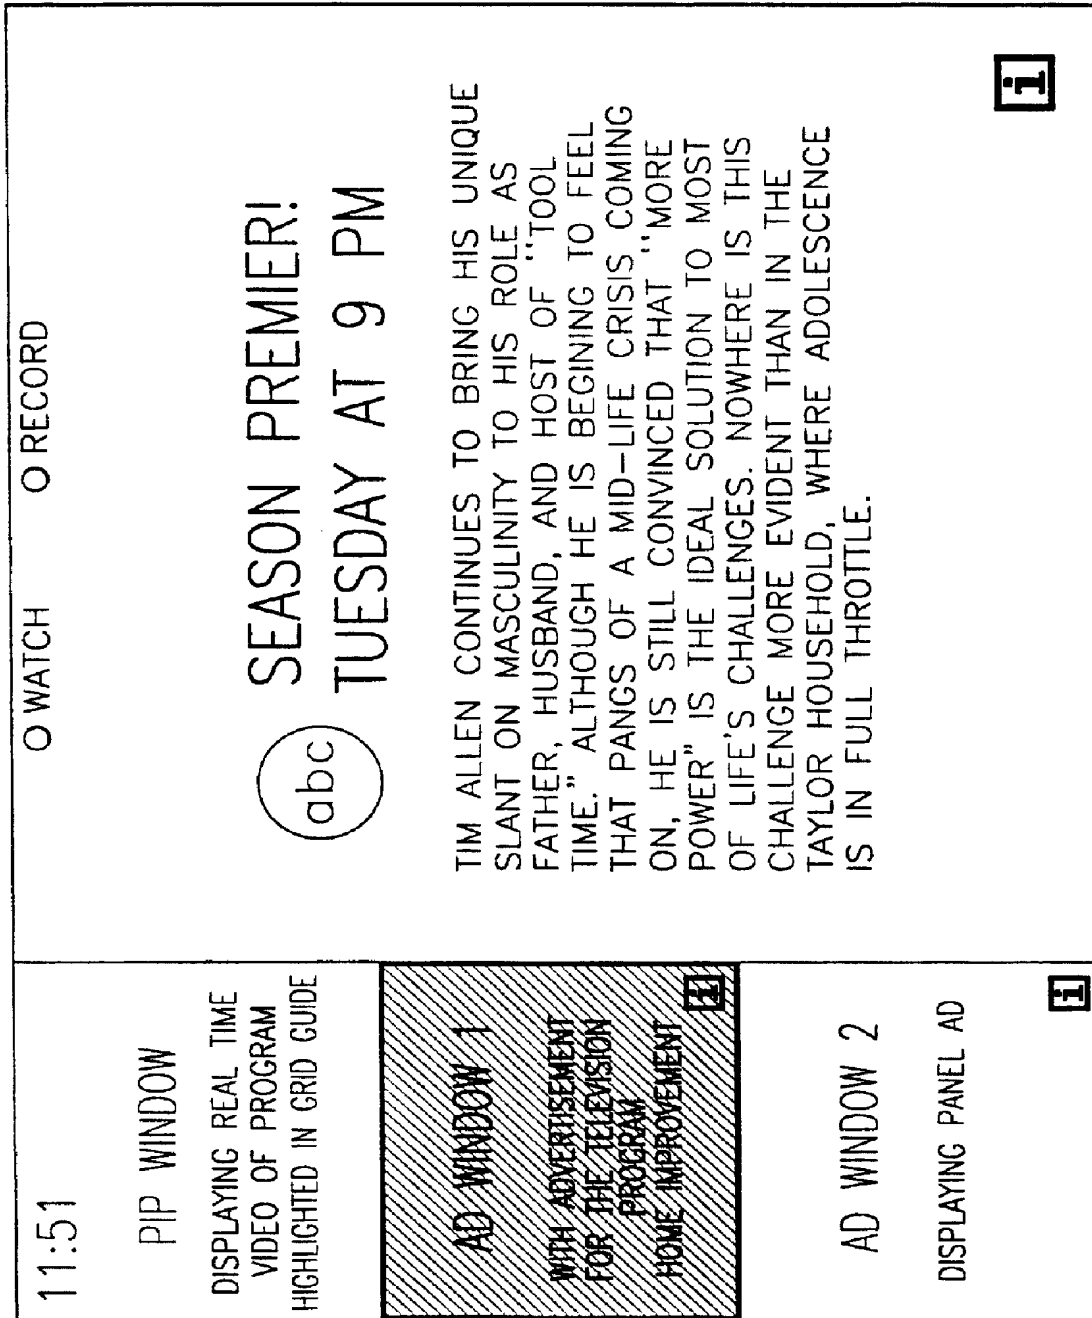 11:51
O WATCH
O RECORD
PIP WINDOW
DISPLAYING REAL TIME
VIDEO OF PROGRAM
HIGHLIGHTED IN GRID GUIDE
AD WINDOW 1
WITH ADVERTISEMENT
FOR THE TELEVISION
PROGRAM
HOME IMPROVEMENT
i
AD WINDOW 2
DISPLAYING PANEL AD
i
abc
SEASON PREMIER!
TUESDAY AT 9 PM
TIM ALLEN CONTINUES TO BRING HIS UNIQUE
SLANT ON MASCULINITY TO HIS ROLE AS
FATHER, HUSBAND, AND HOST OF "TOOL
TIME." ALTHOUGH HE IS BEGINING TO FEEL
THAT PANGS OF A MID-LIFE CRISIS COMING
ON, HE IS STILL CONVINCED THAT "MORE
POWER" IS THE IDEAL SOLUTION TO MOST
OF LIFE'S CHALLENGES. NOWHERE IS THIS
CHALLENGE MORE EVIDENT THAN IN THE
TAYLOR HOUSEHOLD, WHERE ADOLESCENCE
IS IN FULL THROTTLE.
i